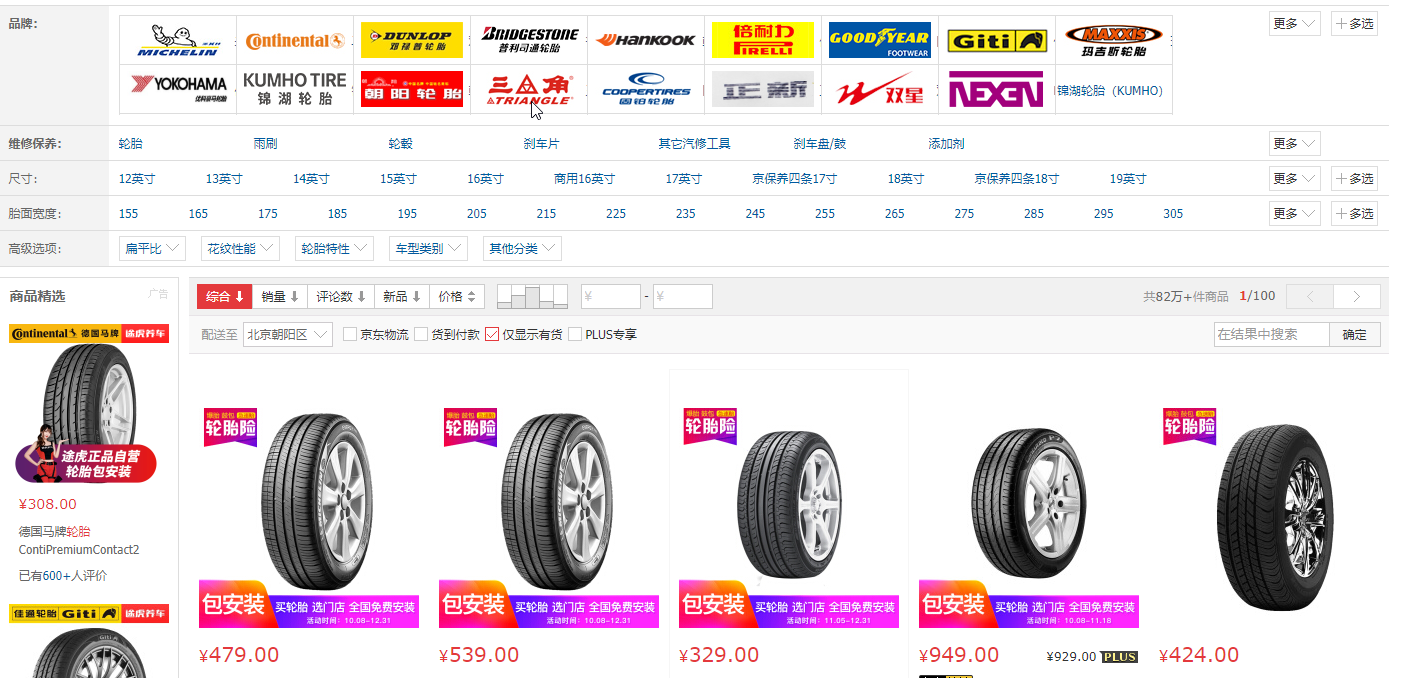 品牌：
MICHELIN
Continental
DUNLOP
邓禄普轮胎
BRIDGESTONE
普利司通轮胎
HANKOOK
倍耐力
PIRELLI
GOODYEAR
FOOTWEAR
Giti
MAXXIS
玛吉斯轮胎
更多
多选
YOKOHAMA
优科豪马轮胎
KUMHO TIRE
锦湖轮胎
朝阳轮胎
三角
TRIANGLE
COOPERTIRES
固铂轮胎
正新
双星
NEXEN
锦湖轮胎（KUMHO）
维修保养： 轮胎 雨刷 轮毂 刹车片 其它汽修工具 刹车盘/鼓 添加剂 更多
尺寸： 12英寸 13英寸 14英寸 15英寸 16英寸 商用16英寸 17英寸 京保养四条17寸 18英寸 京保养四条18寸 19英寸 更多 多选
胎面宽度： 155 165 175 185 195 205 215 225 235 245 255 265 275 285 295 305 更多 多选
高级选项： 扁平比 花纹性能 轮胎特性 车型类别 其他分类
商品精选 广告
综合 销量 评论数 新品 价格 ¥ - ¥ 共82万+件商品 1/100 < >
配送至 北京朝阳区 京东物流 货到付款 仅显示有货 PLUS专享 在结果中搜索 确定
Continental 德国马牌 途虎养车
途虎正品自营
轮胎包安装
¥308.00
德国马牌轮胎
ContiPremiumContact2
已有600+人评价
佳通轮胎 Giti 途虎养车
爆胎 鼓包
轮胎险
包安装
买轮胎 选门店 全国免费安装
活动时间：10.08-12.31
¥479.00
爆胎 鼓包
轮胎险
包安装
买轮胎 选门店 全国免费安装
活动时间：10.08-12.31
¥539.00
爆胎 鼓包
轮胎险
包安装
买轮胎 选门店 全国免费安装
活动时间：11.05-12.31
¥329.00
包安装
买轮胎 选门店 全国免费安装
活动时间：10.08-11.18
¥949.00 ¥929.00 PLUS
爆胎 鼓包
轮胎险
¥424.00